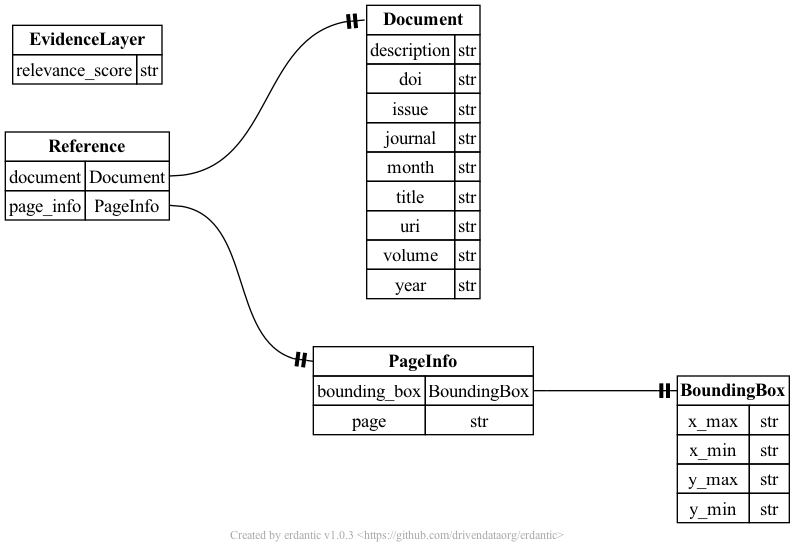 EvidenceLayer
relevance_score str
Reference
document Document
page_info PageInfo
Document
description str
doi str
issue str
journal str
month str
title str
uri str
volume str
year str
PageInfo
bounding_box BoundingBox
page str
BoundingBox
x_max str
x_min str
y_max str
y_min str
Created by erdantic v1.0.3 <https://github.com/drivendataorg/erdantic>